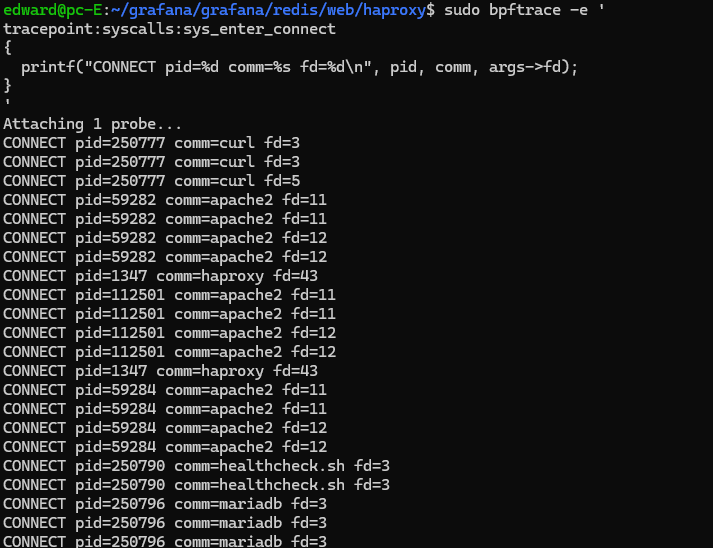 edward@pc-E:~/grafana/grafana/redis/web/haproxy$ sudo bpftrace -e '
tracepoint:syscalls:sys_enter_connect
{
  printf("CONNECT pid=%d comm=%s fd=%d\n", pid, comm, args->fd);
}
'
Attaching 1 probe...
CONNECT pid=250777 comm=curl fd=3
CONNECT pid=250777 comm=curl fd=3
CONNECT pid=250777 comm=curl fd=5
CONNECT pid=59282 comm=apache2 fd=11
CONNECT pid=59282 comm=apache2 fd=11
CONNECT pid=59282 comm=apache2 fd=12
CONNECT pid=59282 comm=apache2 fd=12
CONNECT pid=1347 comm=haproxy fd=43
CONNECT pid=112501 comm=apache2 fd=11
CONNECT pid=112501 comm=apache2 fd=11
CONNECT pid=112501 comm=apache2 fd=12
CONNECT pid=112501 comm=apache2 fd=12
CONNECT pid=1347 comm=haproxy fd=43
CONNECT pid=59284 comm=apache2 fd=11
CONNECT pid=59284 comm=apache2 fd=11
CONNECT pid=59284 comm=apache2 fd=12
CONNECT pid=59284 comm=apache2 fd=12
CONNECT pid=250790 comm=healthcheck.sh fd=3
CONNECT pid=250790 comm=healthcheck.sh fd=3
CONNECT pid=250796 comm=mariadb fd=3
CONNECT pid=250796 comm=mariadb fd=3
CONNECT pid=250796 comm=mariadb fd=3